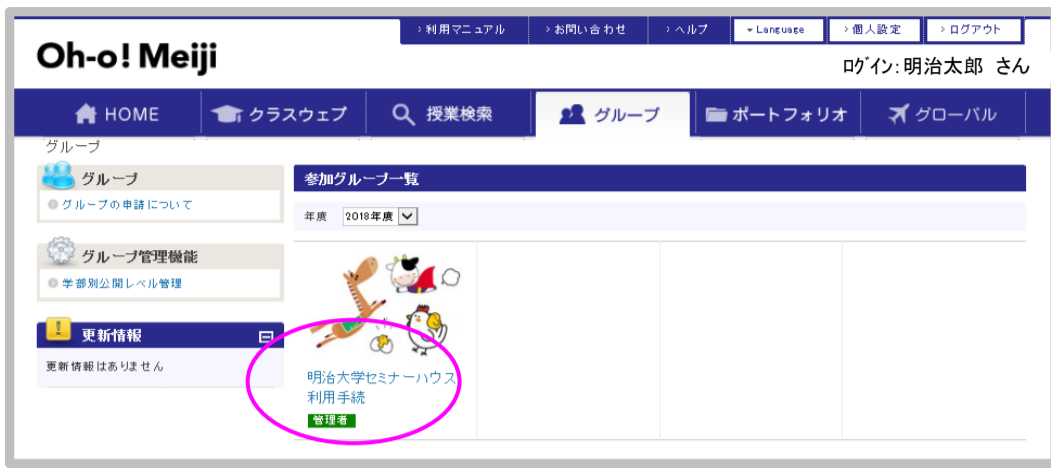 ›利用マニュアル ›お問い合わせ ›ヘルプ Language ›個人設定 ›ログアウト
Oh-o! Meiji
ログイン:明治太郎 さん
HOME クラスウェブ 授業検索 グループ ポートフォリオ グローバル
グループ
グループ
グループの申請について
グループ管理機能
学部別公開レベル管理
更新情報
更新情報はありません
参加グループ一覧
年度 2018年度
明治大学セミナーハウス
利用手続
管理者